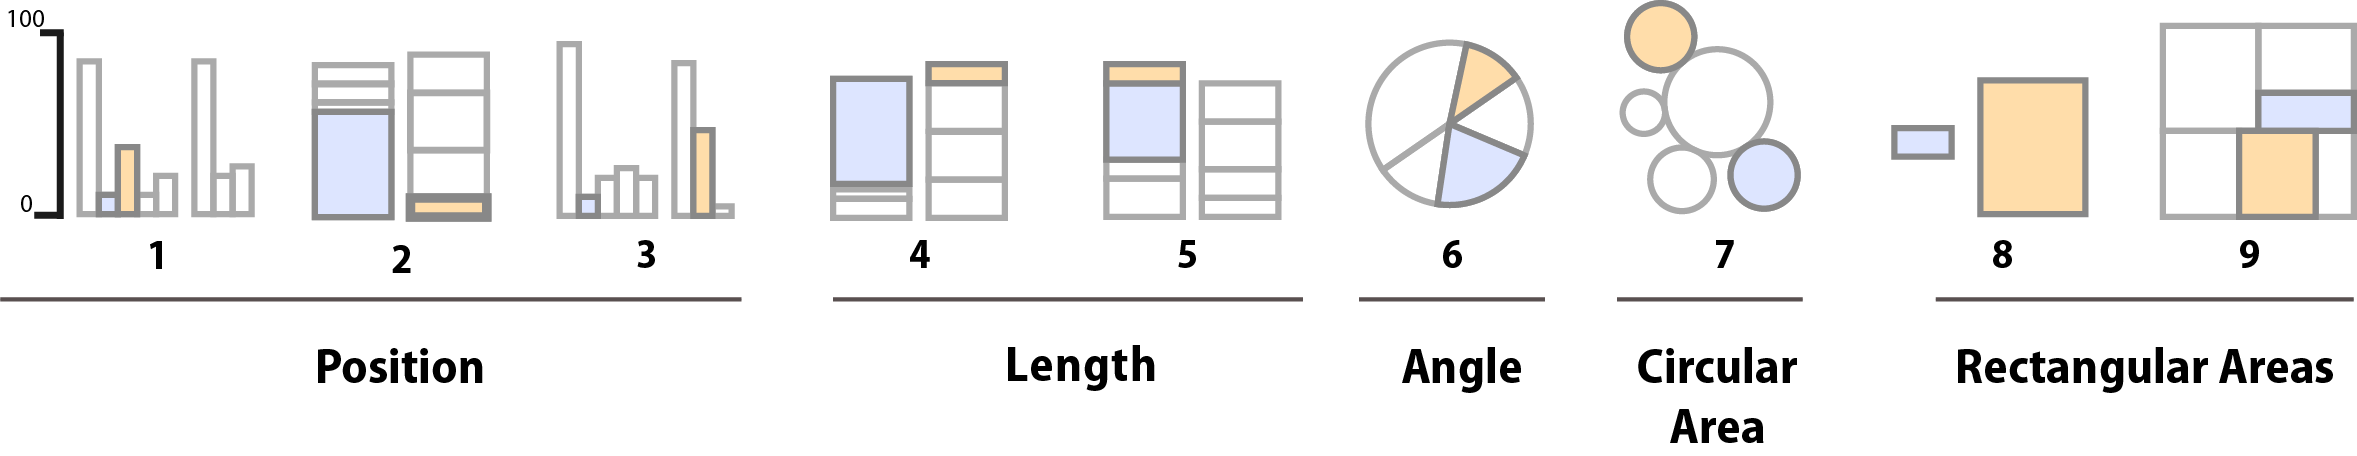 100
0
1 2 3 4 5 6 7 8 9
Position Length Angle Circular Area Rectangular Areas